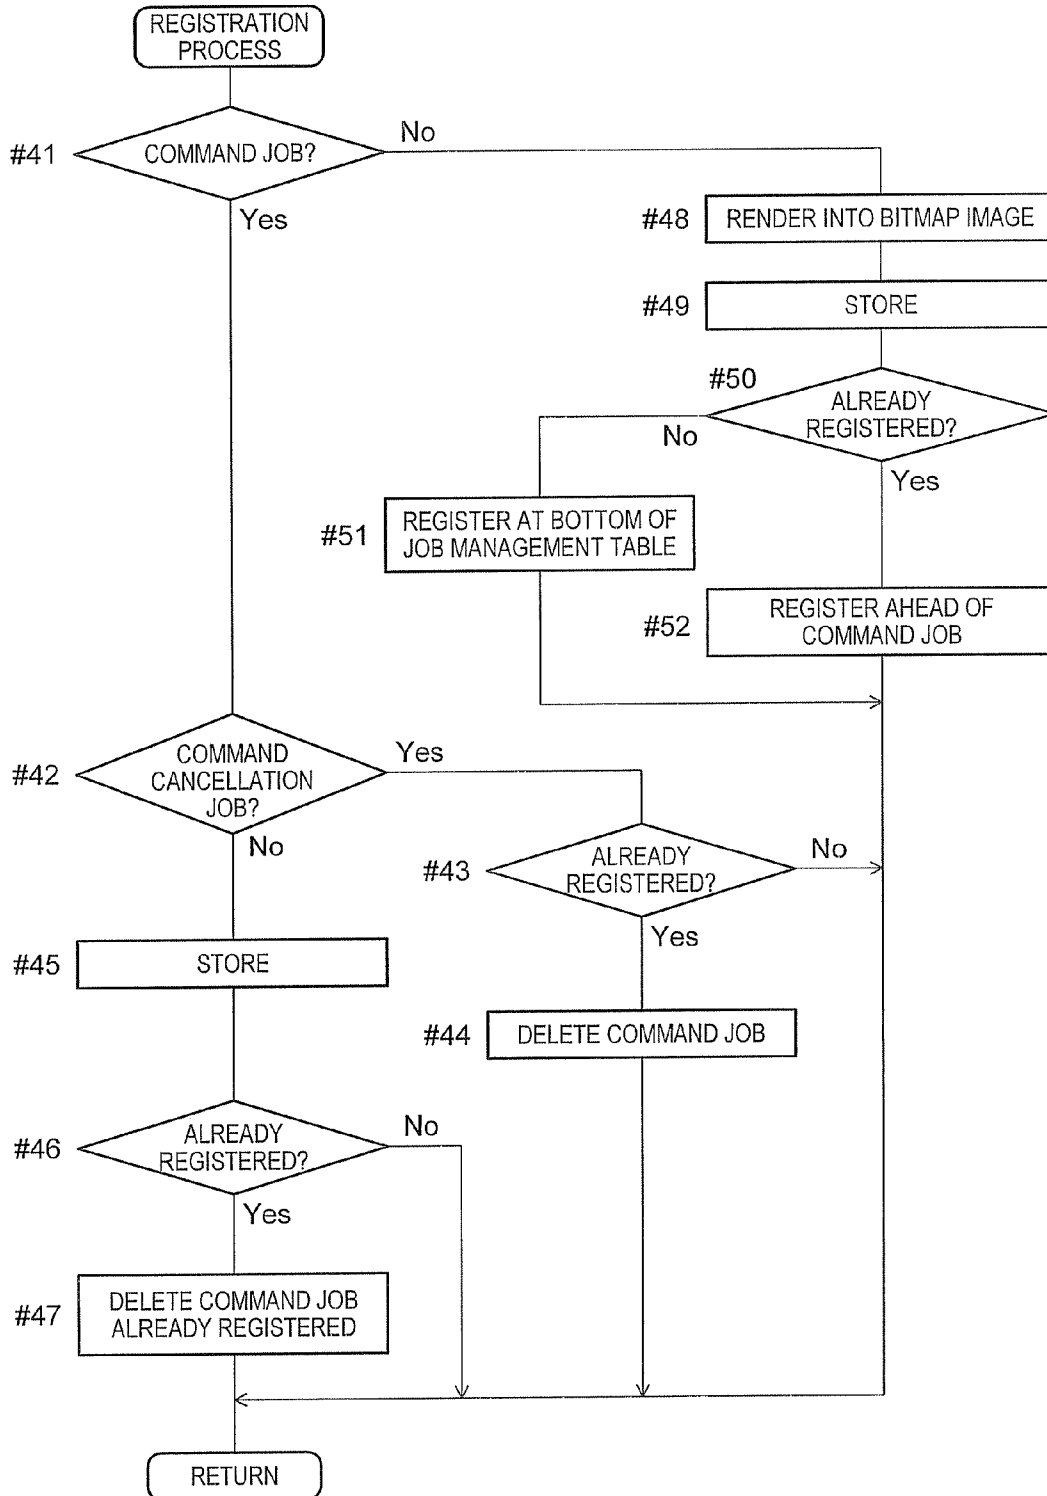 REGISTRATION
PROCESS
#41
COMMAND JOB?
No
Yes
#48
RENDER INTO BITMAP IMAGE
#49
STORE
#50
ALREADY
REGISTERED?
No
Yes
#51
REGISTER AT BOTTOM OF
JOB MANAGEMENT TABLE
#52
REGISTER AHEAD OF
COMMAND JOB
#42
COMMAND
CANCELLATION
JOB?
Yes
No
#43
ALREADY
REGISTERED?
No
Yes
#45
STORE
#44
DELETE COMMAND JOB
#46
ALREADY
REGISTERED?
No
Yes
#47
DELETE COMMAND JOB
ALREADY REGISTERED
RETURN